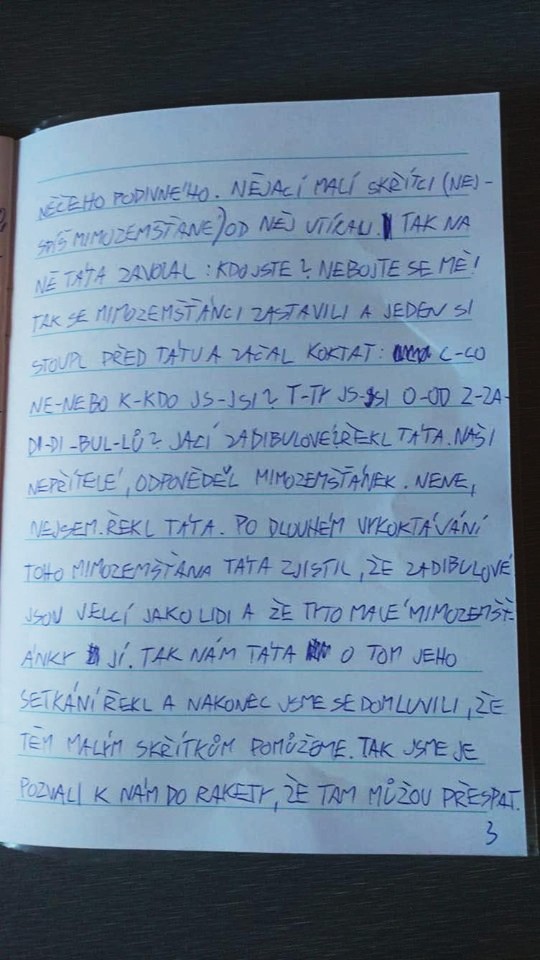 NĚČEHO PODIVNÉHO. NĚJACÍ MALÍ SKŘÍTCI (NEJ-
SPÍŠ MIMOZEMŠŤANÉ) OD NĚJ UTÍKALI. TAK NA
NĚ TÁTA ZAVOLAL: KDO JSTE? NEBOJTE SE MĚ!
TAK SE MIMOZEMŠŤÁNCI ZASTAVILI A JEDEN SI
STOUPL PŘED TÁTU A ZAČAL KOKTAT: C-CO
NE-NEBO K-KDO JS-JSI? T-TY JS-JSI O-OD Z-ZA-
DI-DI-BUL-LŮ? JACÍ ZADIBULOVÉ? ŘEKL TÁTA. NAŠI
NEPŘÍTELÉ, ODPOVĚDĚL MIMOZEMŠŤÁNEK. NENE,
NEJSEM. ŘEKL TÁTA. PO DLOUHÉM VYKOKTÁVÁNÍ
TOHO MIMOZEMŠŤANA TÁTA ZJISTIL, ŽE ZADIBULOVÉ
JSOU VELCÍ JAKO LIDI A ŽE TYTO MALÉ MIMOZEMŠŤ-
ÁNKY JÍ. TAK NÁM TÁTA O TOM JEHO
SETKÁNÍ ŘEKL A NAKONEC JSME SE DOMLUVILI, ŽE
TĚM MALÝM SKŘÍTKŮM POMŮŽEME. TAK JSME JE
POZVALI K NÁM DO RAKETY, ŽE TAM MŮŽOU PŘESPAT.
3